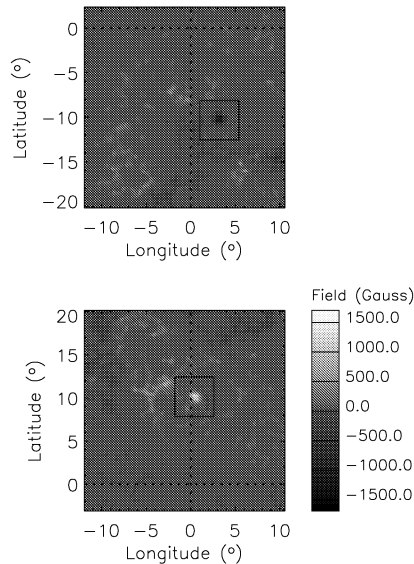 0
−5
−10
−15
−20
Latitude (º)
−10 −5 0 5 10
Longitude (º)
Field (Gauss)
1500.0
1000.0
500.0
0.0
−500.0
−1000.0
−1500.0
20
15
10
5
0
Latitude (º)
−10 −5 0 5 10
Longitude (º)